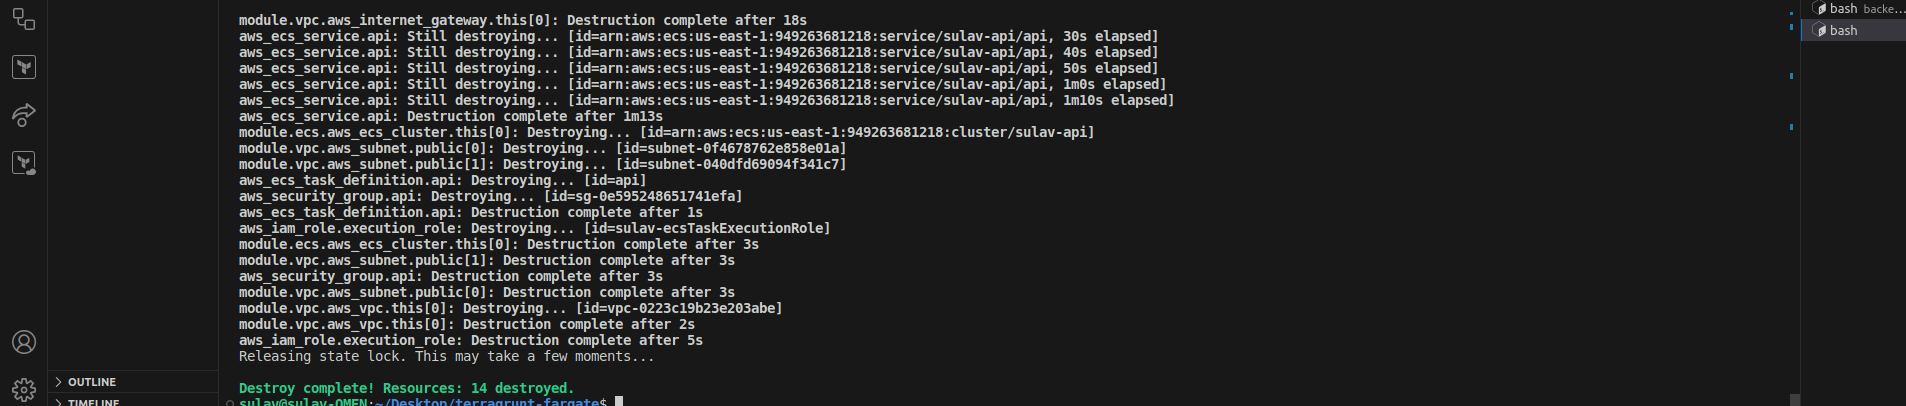 module.vpc.aws_internet_gateway.this[0]: Destruction complete after 18s
aws_ecs_service.api: Still destroying... [id=arn:aws:ecs:us-east-1:949263681218:service/sulav-api/api, 30s elapsed]
aws_ecs_service.api: Still destroying... [id=arn:aws:ecs:us-east-1:949263681218:service/sulav-api/api, 40s elapsed]
aws_ecs_service.api: Still destroying... [id=arn:aws:ecs:us-east-1:949263681218:service/sulav-api/api, 50s elapsed]
aws_ecs_service.api: Still destroying... [id=arn:aws:ecs:us-east-1:949263681218:service/sulav-api/api, 1m0s elapsed]
aws_ecs_service.api: Still destroying... [id=arn:aws:ecs:us-east-1:949263681218:service/sulav-api/api, 1m10s elapsed]
aws_ecs_service.api: Destruction complete after 1m13s
module.ecs.aws_ecs_cluster.this[0]: Destroying... [id=arn:aws:ecs:us-east-1:949263681218:cluster/sulav-api]
module.vpc.aws_subnet.public[0]: Destroying... [id=subnet-0f4678762e858e01a]
module.vpc.aws_subnet.public[1]: Destroying... [id=subnet-040dfd69094f341c7]
aws_ecs_task_definition.api: Destroying... [id=api]
aws_security_group.api: Destroying... [id=sg-0e595248651741efa]
aws_ecs_task_definition.api: Destruction complete after 1s
aws_iam_role.execution_role: Destroying... [id=sulav-ecsTaskExecutionRole]
module.ecs.aws_ecs_cluster.this[0]: Destruction complete after 3s
module.vpc.aws_subnet.public[1]: Destruction complete after 3s
aws_security_group.api: Destruction complete after 3s
module.vpc.aws_subnet.public[0]: Destruction complete after 3s
module.vpc.aws_vpc.this[0]: Destroying... [id=vpc-0223c19b23e203abe]
module.vpc.aws_vpc.this[0]: Destruction complete after 2s
aws_iam_role.execution_role: Destruction complete after 5s
Releasing state lock. This may take a few moments...
Destroy complete! Resources: 14 destroyed.
sulav@sulav-OMEN:~/Desktop/terragrunt-fargate$
OUTLINE
TIMELINE
bash backe...
bash